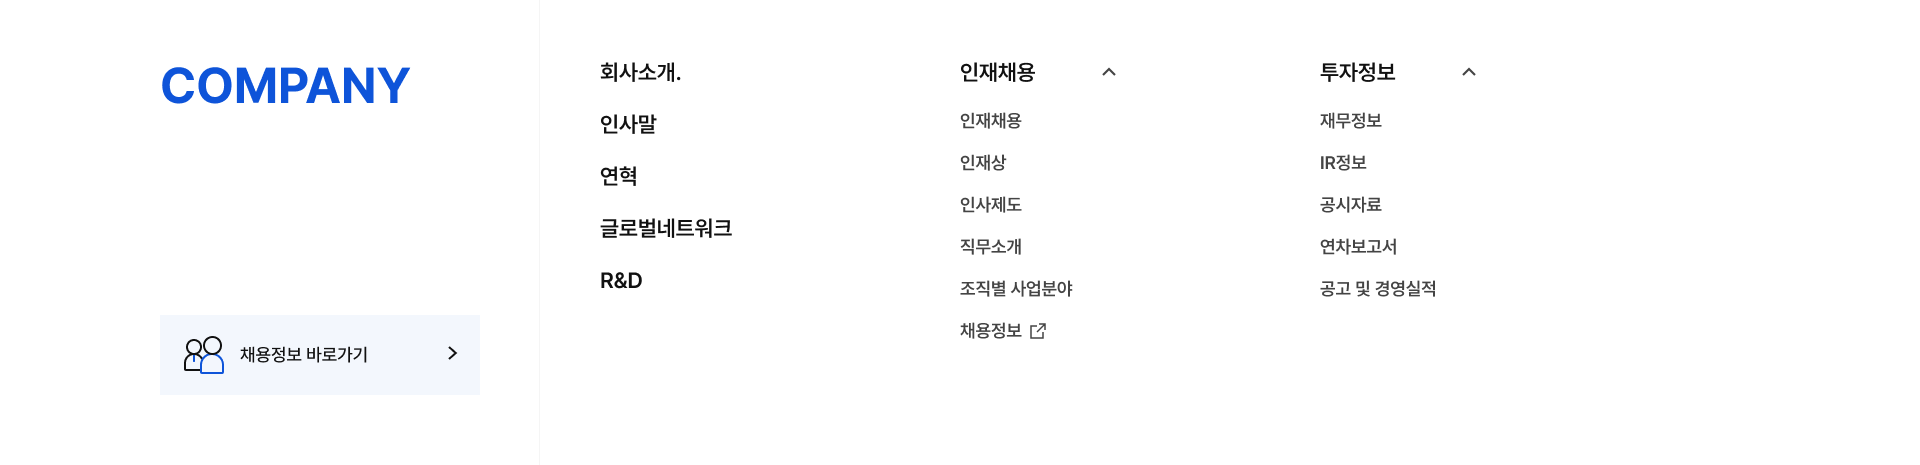 COMPANY
채용정보 바로가기
회사소개.
인사말
연혁
글로벌네트워크
R&D
인재채용
인재채용
인재상
인사제도
직무소개
조직별 사업분야
채용정보
투자정보
재무정보
IR정보
공시자료
연차보고서
공고 및 경영실적